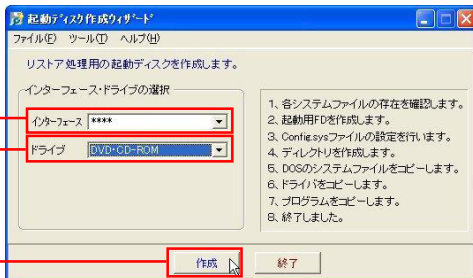 起動ディスク作成ウィザード
ファイル(F) ツール(T) ヘルプ(H)
リストア処理用の起動ディスクを作成します。
インターフェース・ドライブの選択
インターフェース ****
ドライブ DVD・CD-ROM
1、各システムファイルの存在を確認します。
2、起動用FDを作成します。
3、Config.sysファイルの設定を行います。
4、ディレクトリを作成します。
5、DOSのシステムファイルをコピーします。
6、ドライバをコピーします。
7、プログラムをコピーします。
8、終了しました。
作成 終了